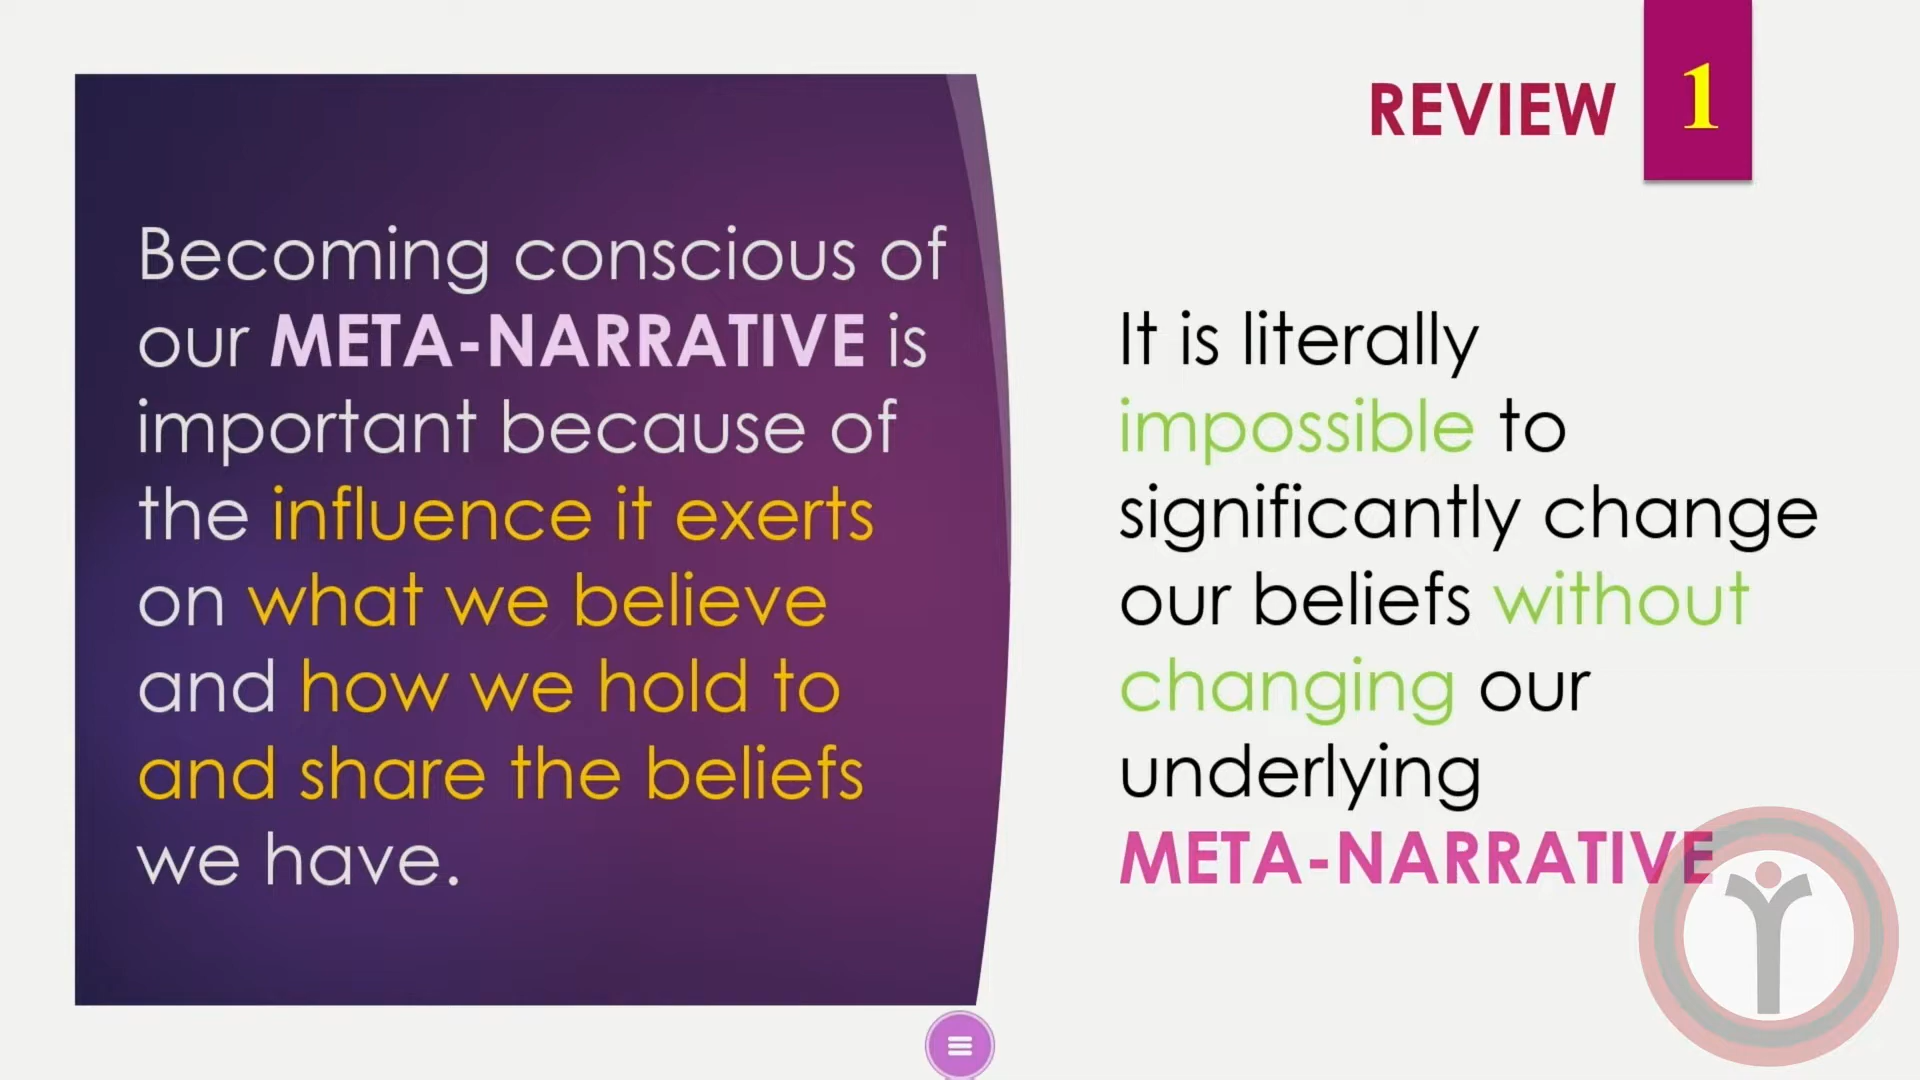 REVIEW 1
Becoming conscious of
our META-NARRATIVE is
important because of
the influence it exerts
on what we believe
and how we hold to
and share the beliefs
we have.
It is literally
impossible to
significantly change
our beliefs without
changing our
underlying
META-NARRATIVE